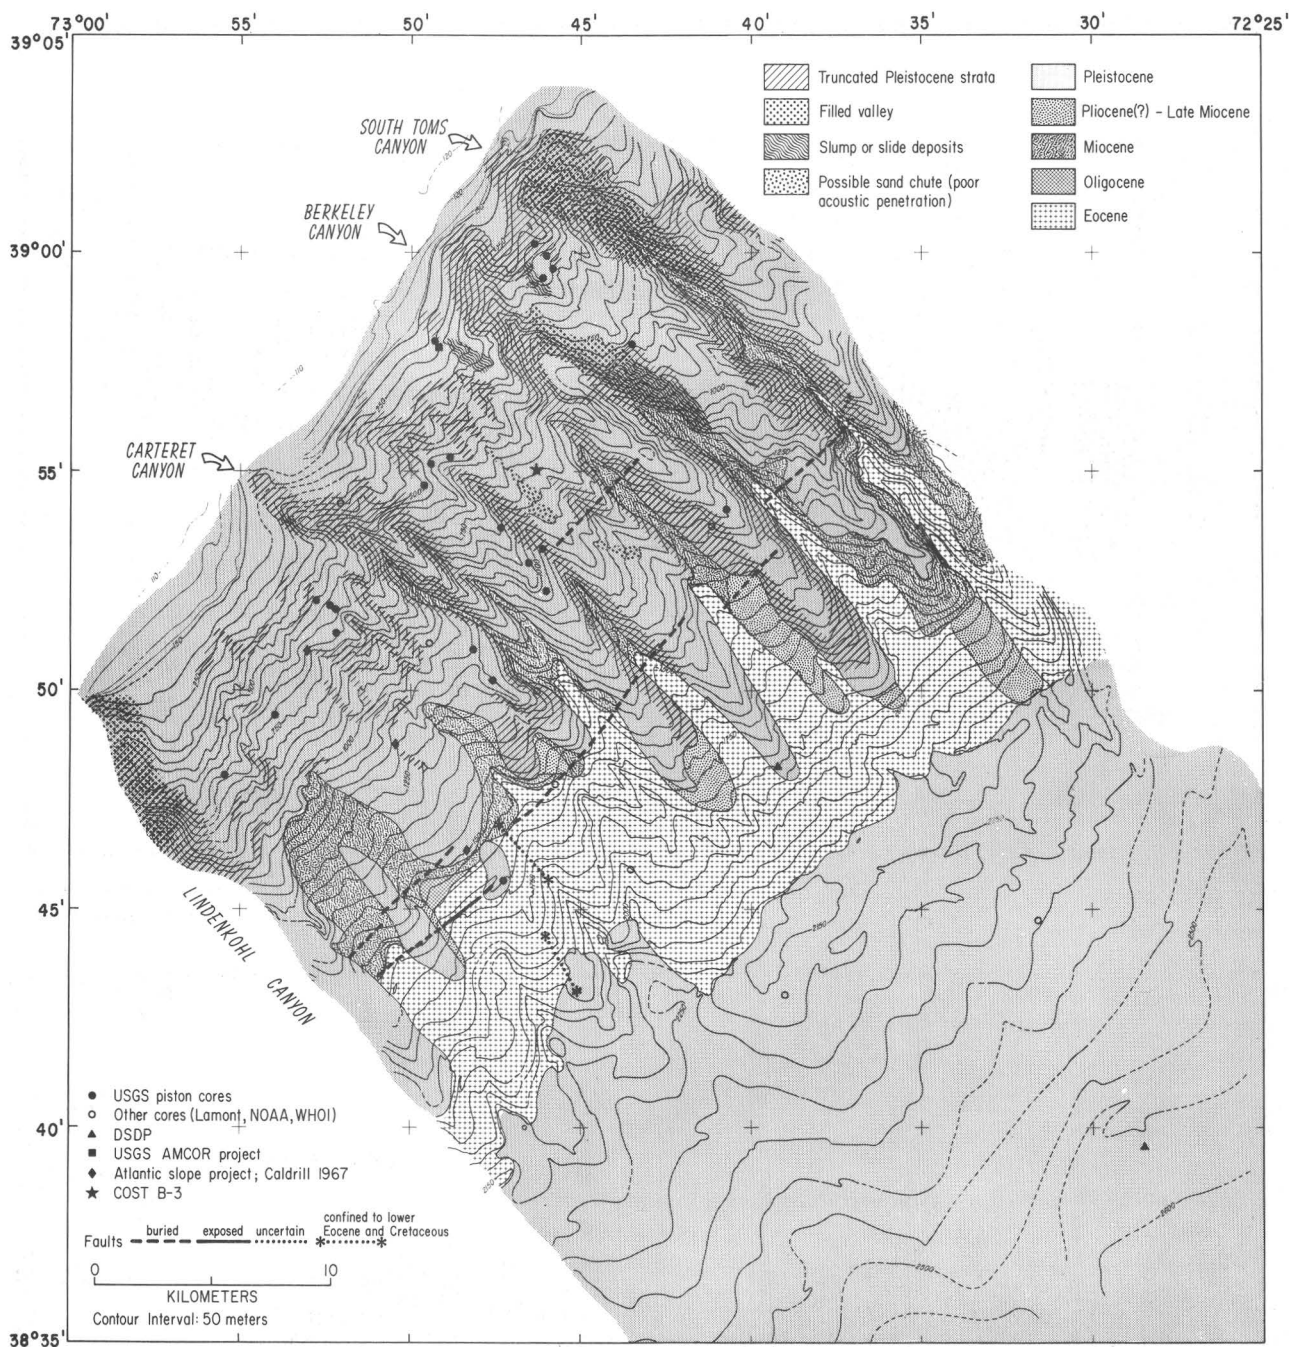 73°00' 55' 50' 45' 40' 35' 72°25'
39°05'
Truncated Pleistocene strata
Filled valley
Slump or slide deposits
Possible sand chute (poor
acoustic penetration)
Pleistocene
Pliocene(?) - Late Miocene
Miocene
Oligocene
Eocene
SOUTH TOMS
CANYON
BERKELEY
CANYON
39°00'
CARTERET
CANYON
55'
50'
45'
LINDENKOHL CANYON
40'
USGS piston cores
Other cores (Lamont, NOAA, WHOI)
DSDP
USGS AMCOR project
Atlantic slope project; Caldrill 1967
COST B-3
Faults buried exposed uncertain
confined to lower
Eocene and Cretaceous
0 10
KILOMETERS
Contour Interval: 50 meters
38°35'